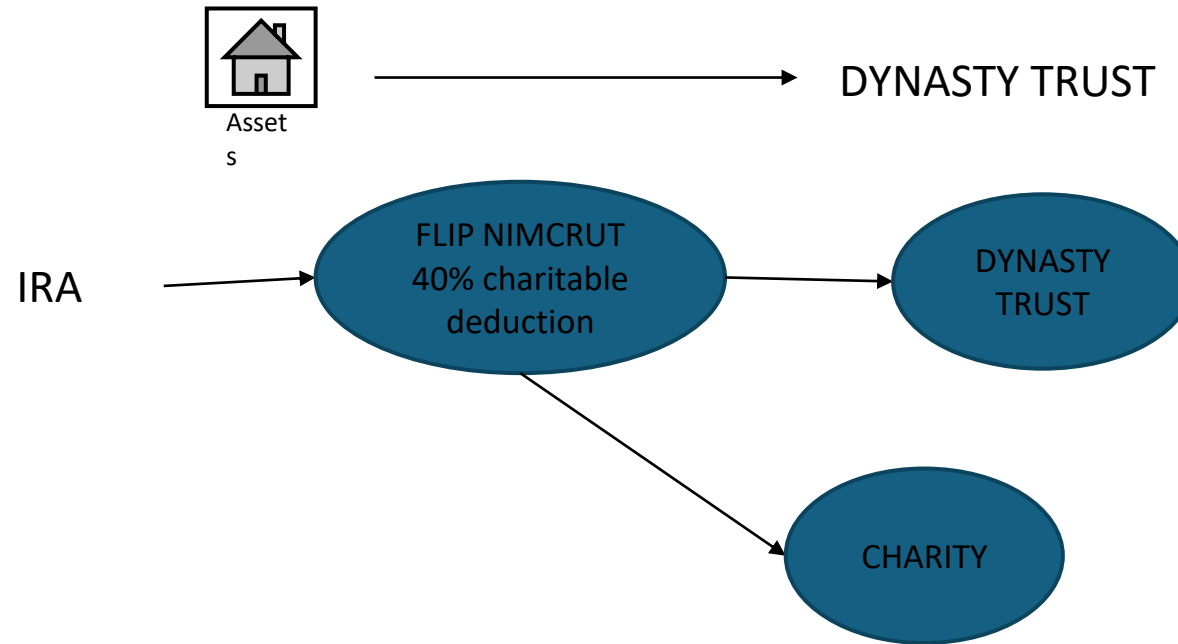 Asset
s
DYNASTY TRUST
IRA
FLIP NIMCRUT
40% charitable
deduction
DYNASTY
TRUST
CHARITY